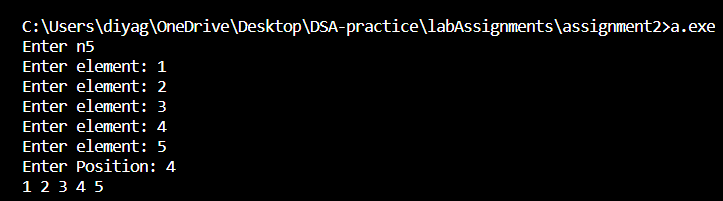 C:\Users\diyag\OneDrive\Desktop\DSA-practice\labAssignments\assignment2>a.exe
Enter n5
Enter element: 1
Enter element: 2
Enter element: 3
Enter element: 4
Enter element: 5
Enter Position: 4
1 2 3 4 5